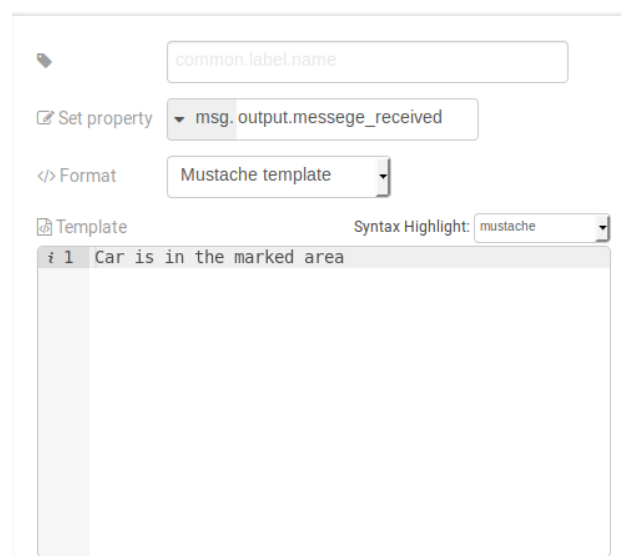 common.label.name
Set property msg. output.messege_received
</> Format Mustache template
Template Syntax Highlight: mustache
i 1 Car is in the marked area